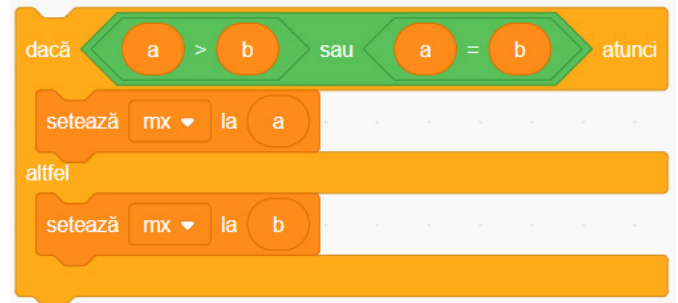 dacă a > b sau a = b atunci
setează mx la a
altfel
setează mx la b